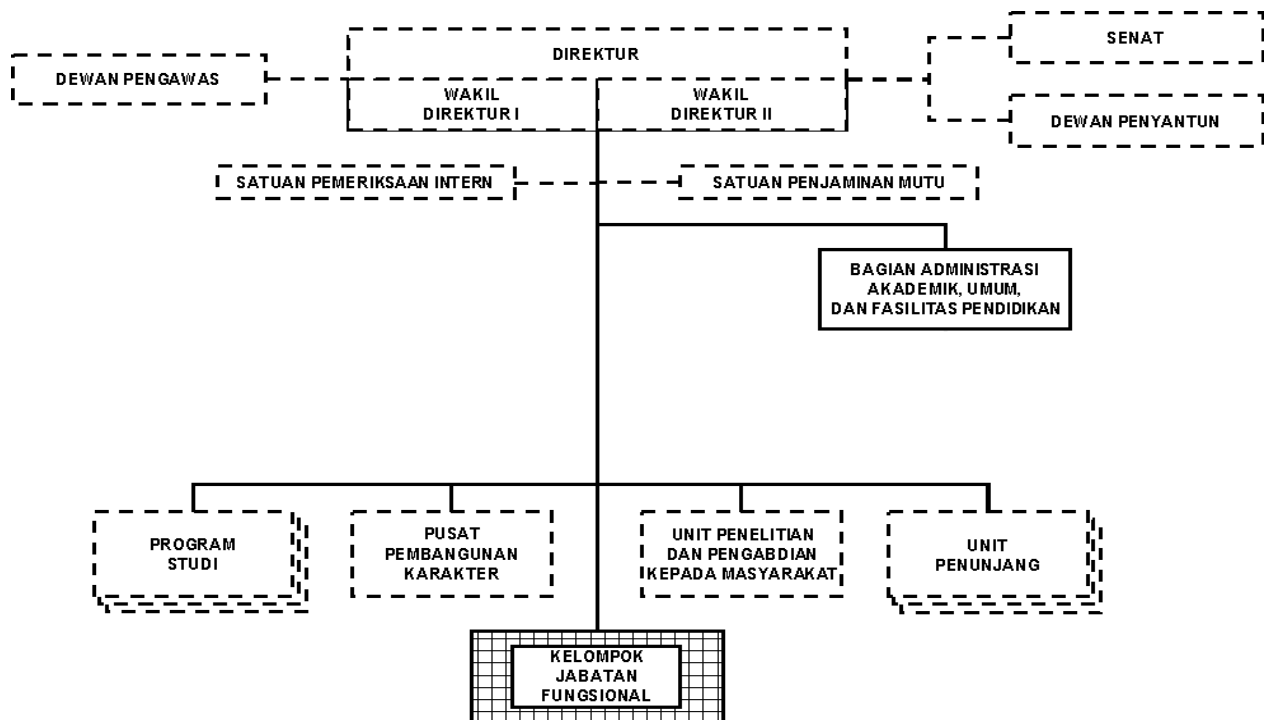 DIREKTUR
SENAT
DEWAN PENGAWAS
WAKIL
DIREKTUR I
WAKIL
DIREKTUR II
DEWAN PENYANTUN
SATUAN PEMERIKSAAN INTERN
SATUAN PENJAMINAN MUTU
BAGIAN ADMINISTRASI
AKADEMIK, UMUM,
DAN FASILITAS PENDIDIKAN
PROGRAM
STUDI
PUSAT
PEMBANGUNAN
KARAKTER
UNIT PENELITIAN
DAN PENGABDIAN
KEPADA MASYARAKAT
UNIT
PENUNJANG
KELOMPOK
JABATAN
FUNGSIONAL